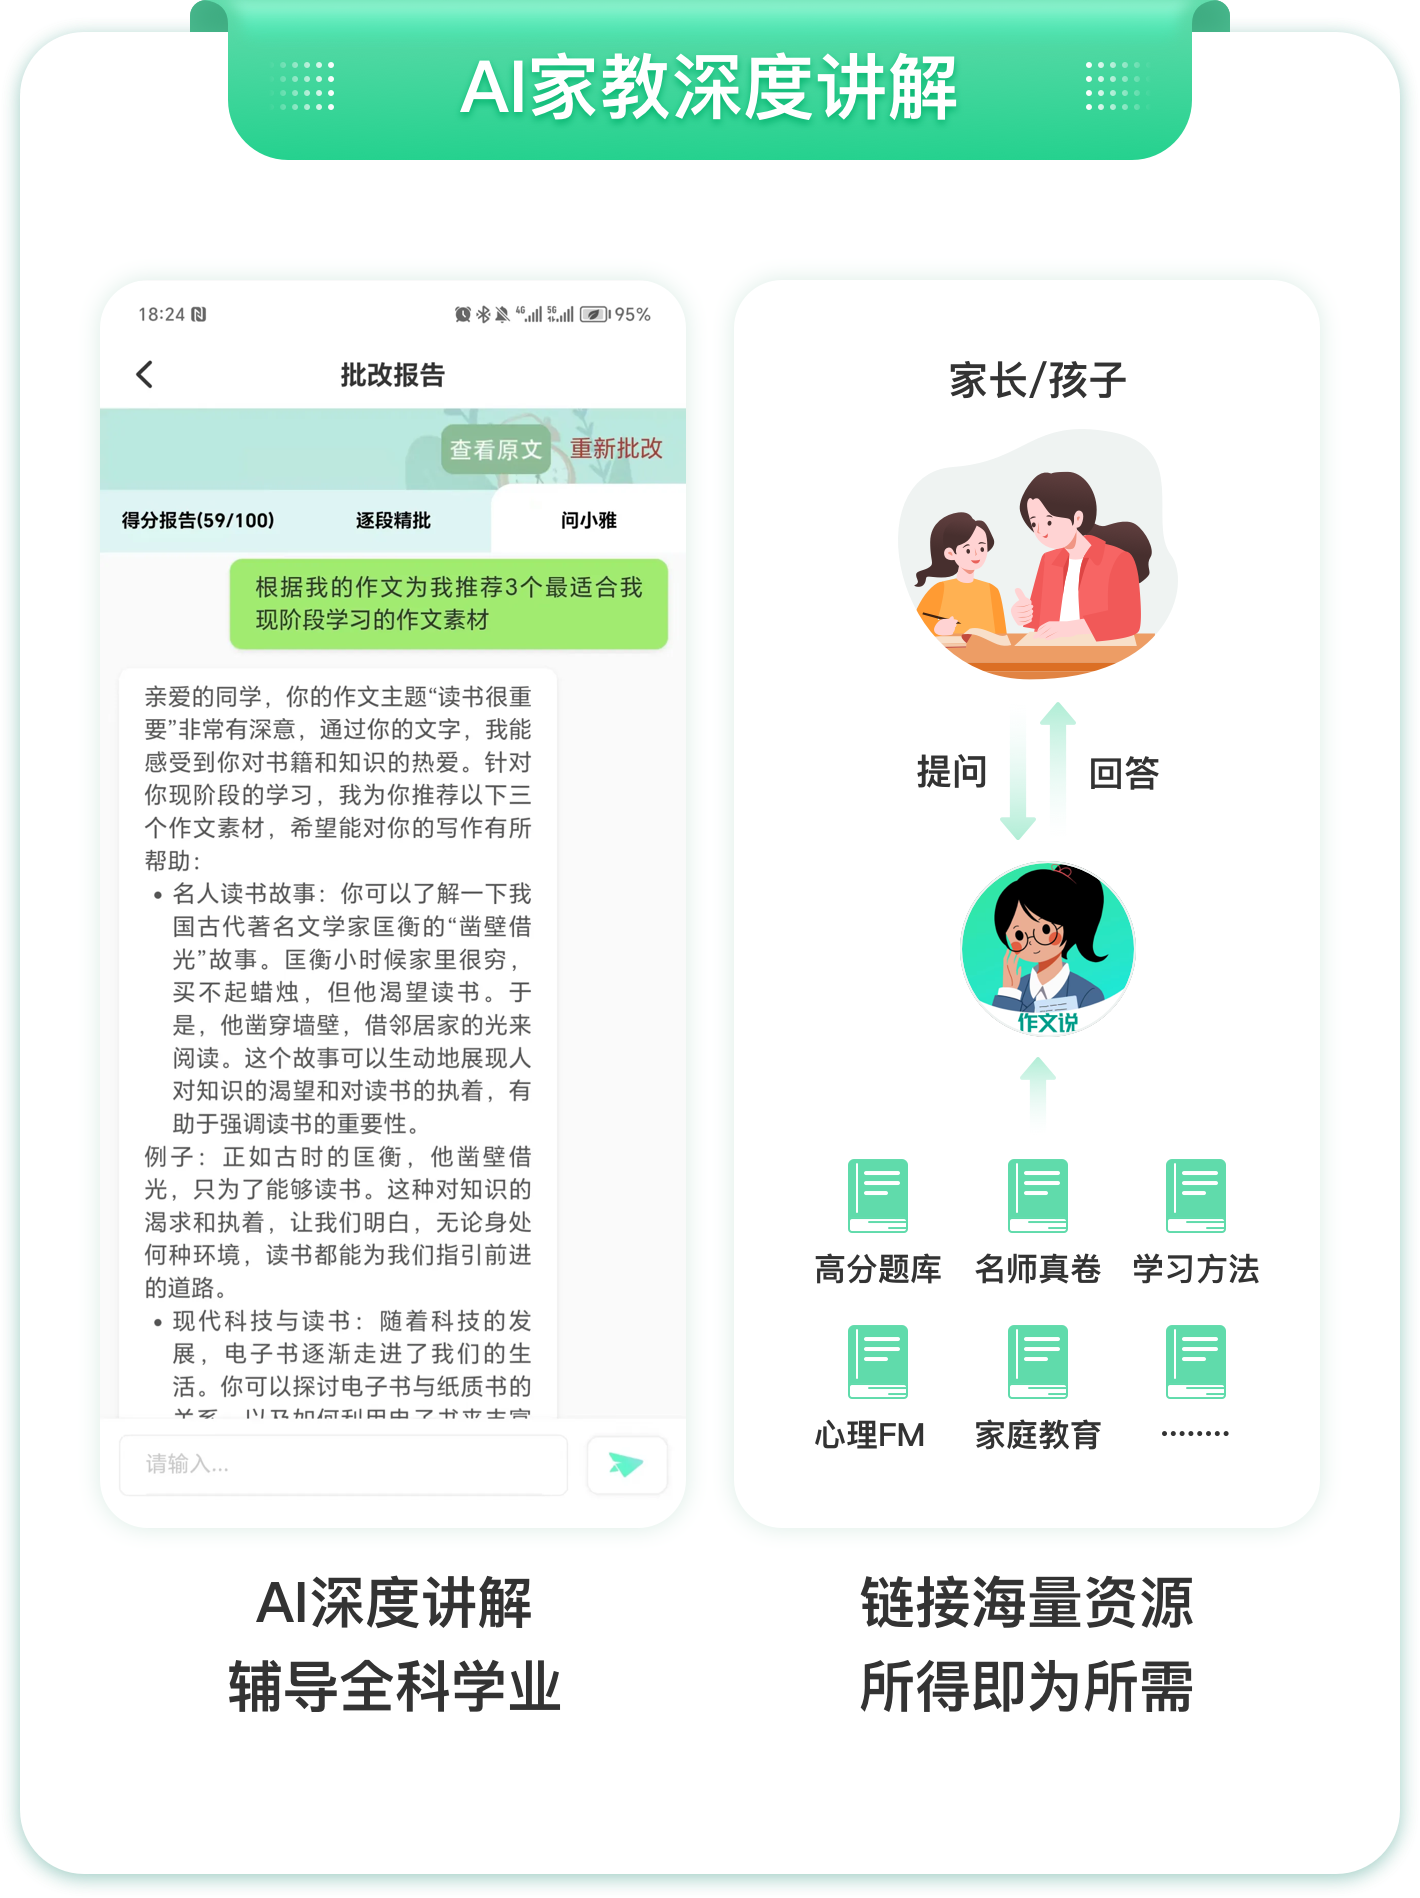 AI家教深度讲解
18:24
4G 5G 95%
批改报告
查看原文 重新批改
得分报告(59/100) 逐段精批 问小雅
根据我的作文为我推荐3个最适合我
现阶段学习的作文素材
亲爱的同学，你的作文主题“读书很重
要”非常有深意，通过你的文字，我能
感受到你对书籍和知识的热爱。针对
你现阶段的学习，我为你推荐以下三
个作文素材，希望能对你的写作有所
帮助：
• 名人读书故事：你可以了解一下我
国古代著名文学家匡衡的“凿壁借
光”故事。匡衡小时候家里很穷，
买不起蜡烛，但他渴望读书。于
是，他凿穿墙壁，借邻居家的光来
阅读。这个故事可以生动地展现人
对知识的渴望和对读书的执着，有
助于强调读书的重要性。
例子：正如古时的匡衡，他凿壁借
光，只为了能够读书。这种对知识的
渴求和执着，让我们明白，无论身处
何种环境，读书都能为我们指引前进
的道路。
• 现代科技与读书：随着科技的发
展，电子书逐渐走进了我们的生
活。你可以探讨电子书与纸质书的
关系，以及如何利用电子书来丰富
请输入...
AI深度讲解
辅导全科学业
家长/孩子
提问 回答
作文说
高分题库 名师真卷 学习方法
心理FM 家庭教育 ········
链接海量资源
所得即为所需